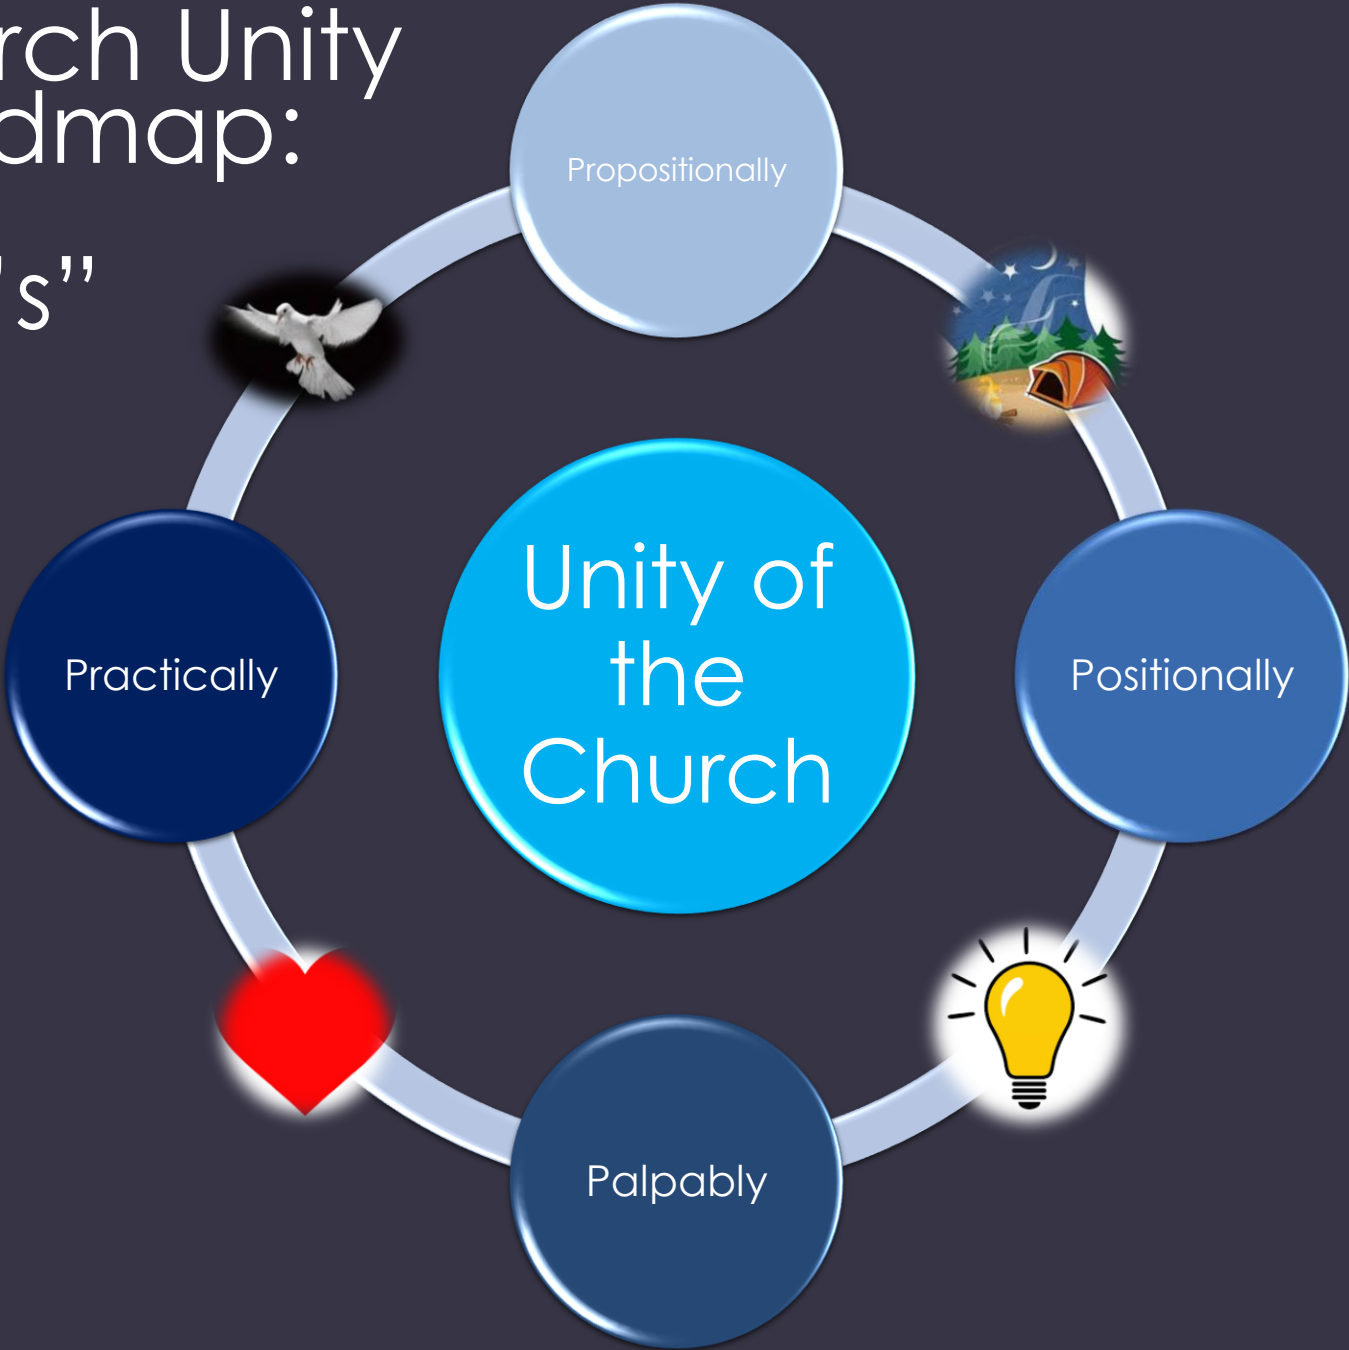 rch Unity
dmap:
's”
Propositionally
Unity of
the
Church
Practically
Positionally
Palpably